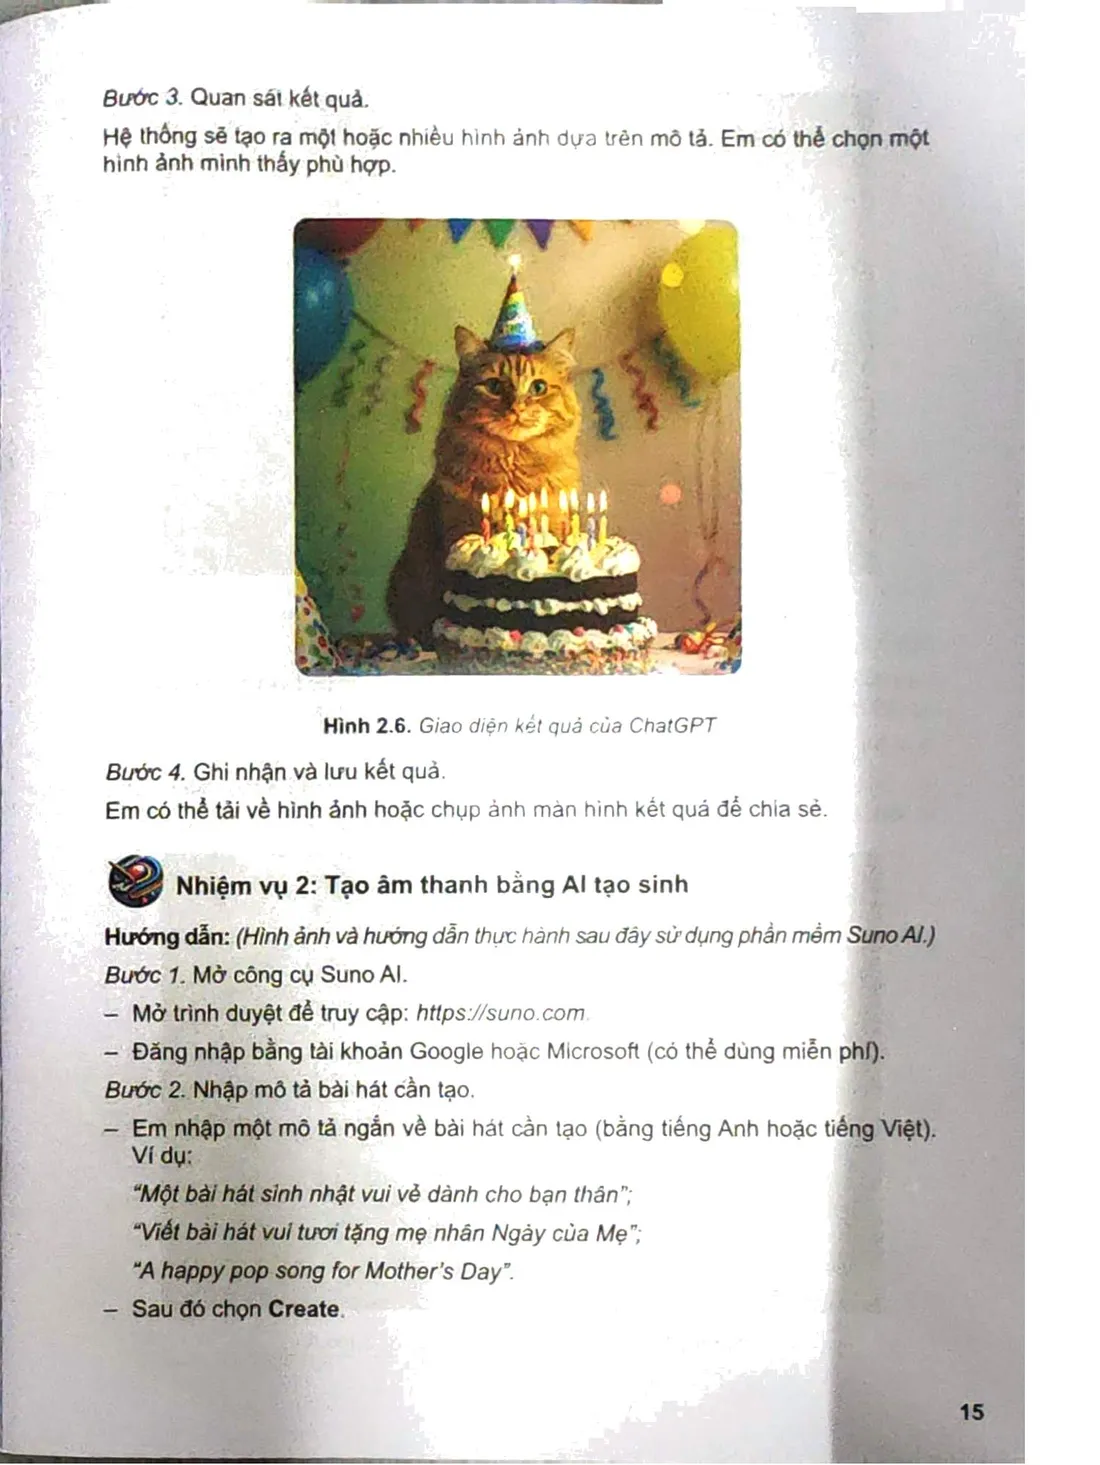 Bước 3. Quan sát kết quả.
Hệ thống sẽ tạo ra một hoặc nhiều hình ảnh dựa trên mô tả. Em có thể chọn một
hình ảnh mình thấy phù hợp.
Hình 2.6. Giao diện kết quả của ChatGPT
Bước 4. Ghi nhận và lưu kết quả.
Em có thể tải về hình ảnh hoặc chụp ảnh màn hình kết quả để chia sẻ.
Nhiệm vụ 2: Tạo âm thanh bằng AI tạo sinh
Hướng dẫn: (Hình ảnh và hướng dẫn thực hành sau đây sử dụng phần mềm Suno AI.)
Bước 1. Mở công cụ Suno AI.
– Mở trình duyệt để truy cập: https://suno.com.
– Đăng nhập bằng tài khoản Google hoặc Microsoft (có thể dùng miễn phí).
Bước 2. Nhập mô tả bài hát cần tạo.
– Em nhập một mô tả ngắn về bài hát cần tạo (bằng tiếng Anh hoặc tiếng Việt).
Ví dụ:
“Một bài hát sinh nhật vui vẻ dành cho bạn thân”;
“Viết bài hát vui tươi tặng mẹ nhân Ngày của Mẹ”;
“A happy pop song for Mother’s Day”.
– Sau đó chọn Create.
15